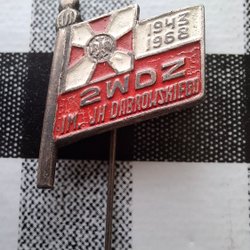 1943
1968
2WDZ
IM. JH DĄBROWSKIEGO